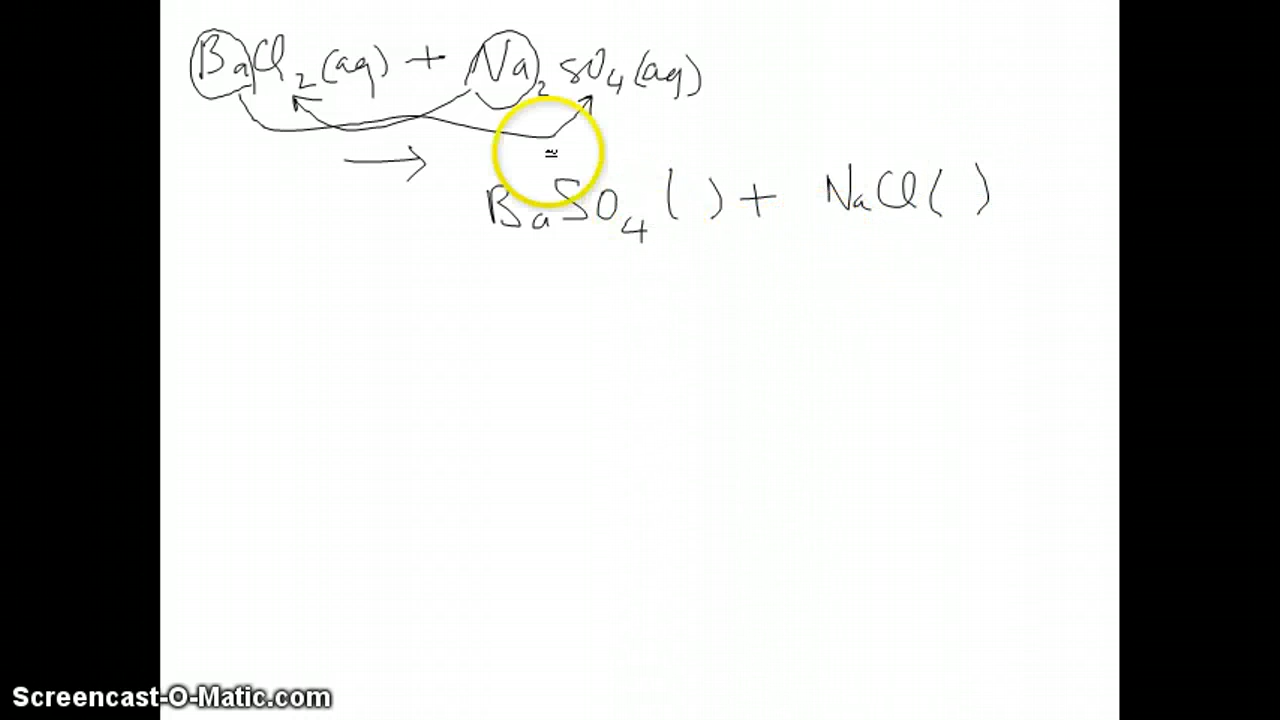 BaCl₂(aq) + Na₂SO₄(aq)
→
BaSO₄( ) + NaCl( )
Screencast-O-Matic.com